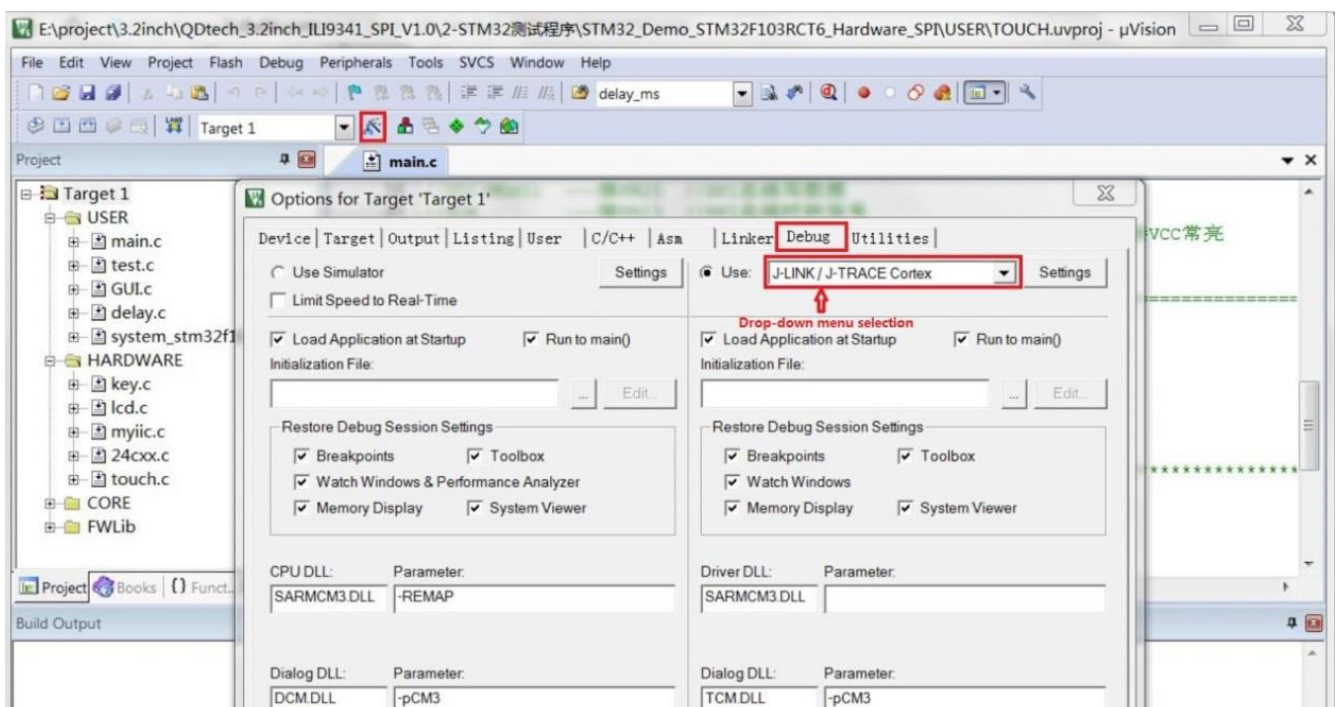 E:\project\3.2inch\QDtech_3.2inch_ILI9341_SPI_V1.0\2-STM32测试程序\STM32_Demo_STM32F103RCT6_Hardware_SPI\USER\TOUCH.uvproj - µVision
File Edit View Project Flash Debug Peripherals Tools SVCS Window Help
delay_ms
Target 1
Project
main.c
Target 1
USER
main.c
test.c
GUI.c
delay.c
system_stm32f1
HARDWARE
key.c
lcd.c
myiic.c
24cxx.c
touch.c
CORE
FWLib
Project Books {} Funct...
Build Output
VCC常亮
==================
**************
Options for Target 'Target 1'
Device Target Output Listing User C/C++ Asm Linker Debug Utilities
Use Simulator Settings
Limit Speed to Real-Time
Load Application at Startup Run to main()
Initialization File:
... Edit...
Restore Debug Session Settings
Breakpoints Toolbox
Watch Windows & Performance Analyzer
Memory Display System Viewer
CPU DLL: Parameter:
SARMCM3.DLL -REMAP
Dialog DLL: Parameter:
DCM.DLL -pCM3
Use: J-LINK / J-TRACE Cortex Settings
Drop-down menu selection
Load Application at Startup Run to main()
Initialization File:
... Edit...
Restore Debug Session Settings
Breakpoints Toolbox
Watch Windows
Memory Display System Viewer
Driver DLL: Parameter:
SARMCM3.DLL
Dialog DLL: Parameter:
TCM.DLL -pCM3